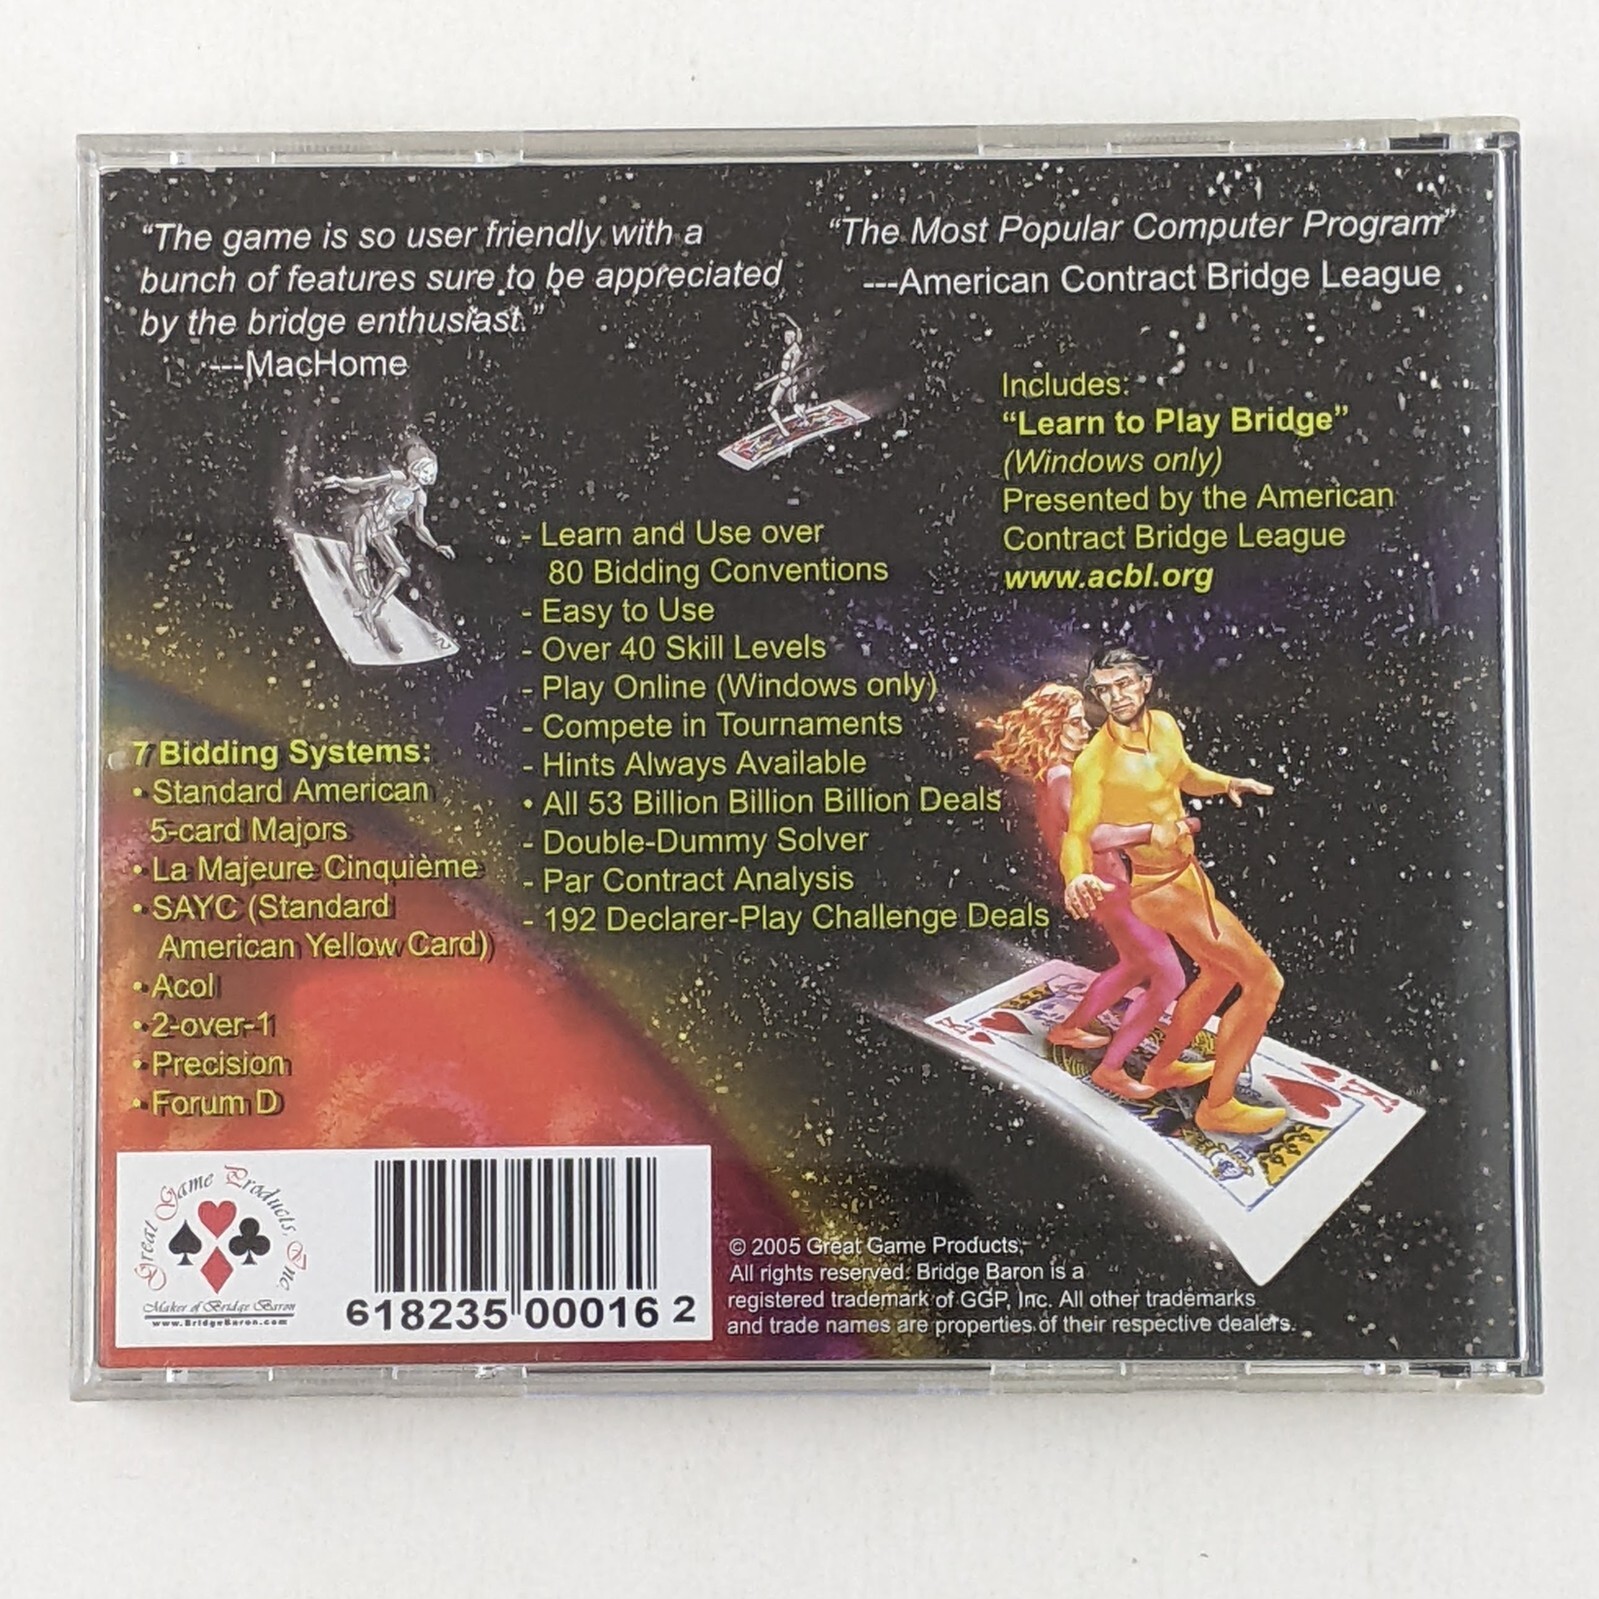 “The game is so user friendly with a
bunch of features sure to be appreciated
by the bridge enthusiast.”
---MacHome
“The Most Popular Computer Program”
---American Contract Bridge League
Includes:
“Learn to Play Bridge”
(Windows only)
Presented by the American
Contract Bridge League
www.acbl.org
- Learn and Use over
80 Bidding Conventions
- Easy to Use
- Over 40 Skill Levels
- Play Online (Windows only)
- Compete in Tournaments
- Hints Always Available
• All 53 Billion Billion Billion Deals
- Double-Dummy Solver
- Par Contract Analysis
- 192 Declarer-Play Challenge Deals
7 Bidding Systems:
• Standard American
5-card Majors
• La Majeure Cinquième
• SAYC (Standard
American Yellow Card)
• Acol
• 2-over-1
• Precision
• Forum D
Great Game Products, Inc.
Maker of Bridge Baron
www.BridgeBaron.com
6 18235 00016 2
© 2005 Great Game Products,
All rights reserved. Bridge Baron is a
registered trademark of GGP, Inc. All other trademarks
and trade names are properties of their respective dealers.
A
A